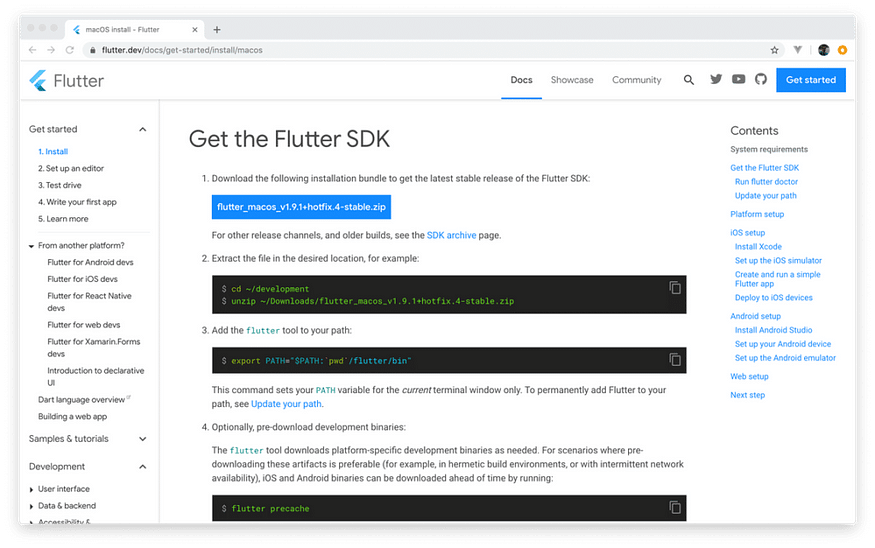 macOS install - Flutter
flutter.dev/docs/get-started/install/macos
Flutter
Docs
Showcase
Community
Get started
Get started
1. Install
2. Set up an editor
3. Test drive
4. Write your first app
5. Learn more
From another platform?
Flutter for Android devs
Flutter for iOS devs
Flutter for React Native
devs
Flutter for web devs
Flutter for Xamarin.Forms
devs
Introduction to declarative
UI
Dart language overview
Building a web app
Samples & tutorials
Development
User interface
Data & backend
Accessibility &
Get the Flutter SDK
1. Download the following installation bundle to get the latest stable release of the Flutter SDK:
flutter_macos_v1.9.1+hotfix.4-stable.zip
For other release channels, and older builds, see the SDK archive page.
2. Extract the file in the desired location, for example:
$ cd ~/development
$ unzip ~/Downloads/flutter_macos_v1.9.1+hotfix.4-stable.zip
3. Add the flutter tool to your path:
$ export PATH="$PATH:`pwd`/flutter/bin"
This command sets your PATH variable for the current terminal window only. To permanently add Flutter to your
path, see Update your path.
4. Optionally, pre-download development binaries:
The flutter tool downloads platform-specific development binaries as needed. For scenarios where pre-
downloading these artifacts is preferable (for example, in hermetic build environments, or with intermittent network
availability), iOS and Android binaries can be downloaded ahead of time by running:
$ flutter precache
Contents
System requirements
Get the Flutter SDK
Run flutter doctor
Update your path
Platform setup
iOS setup
Install Xcode
Set up the iOS simulator
Create and run a simple
Flutter app
Deploy to iOS devices
Android setup
Install Android Studio
Set up your Android device
Set up the Android emulator
Web setup
Next step